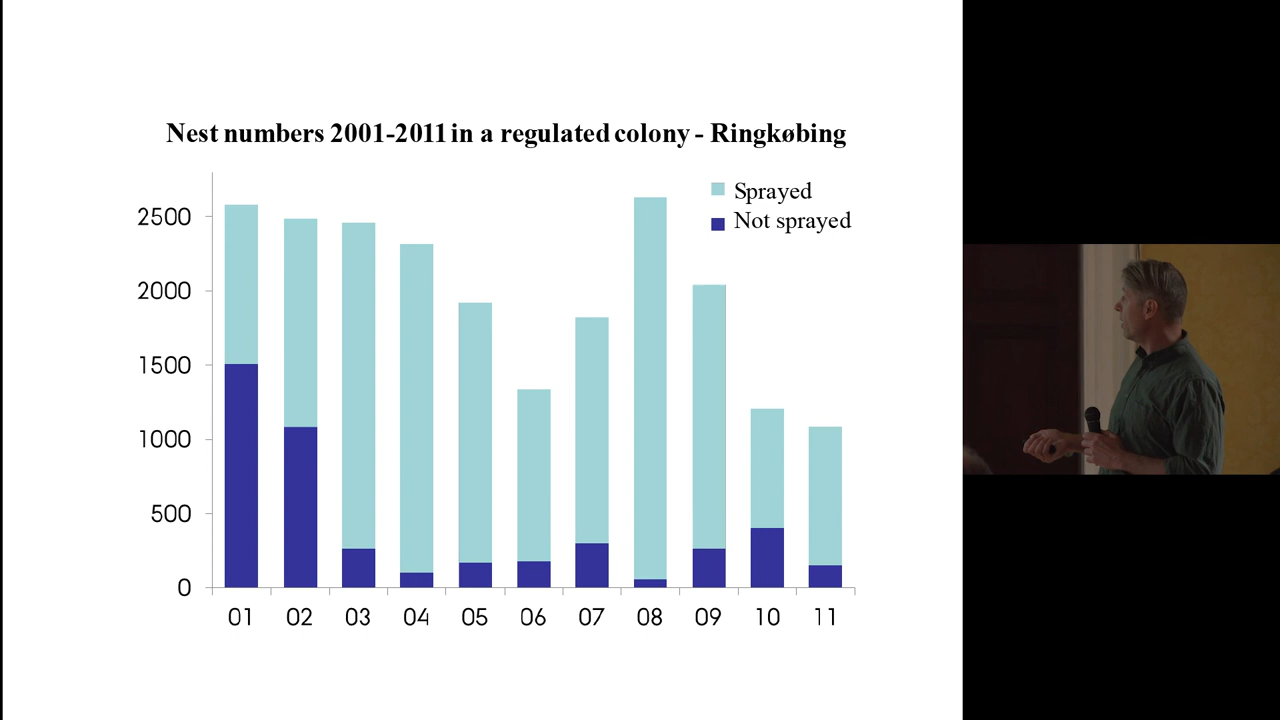 Nest numbers 2001-2011 in a regulated colony - Ringkøbing
Sprayed
Not sprayed
2500
2000
1500
1000
500
0
01 02 03 04 05 06 07 08 09 10 11